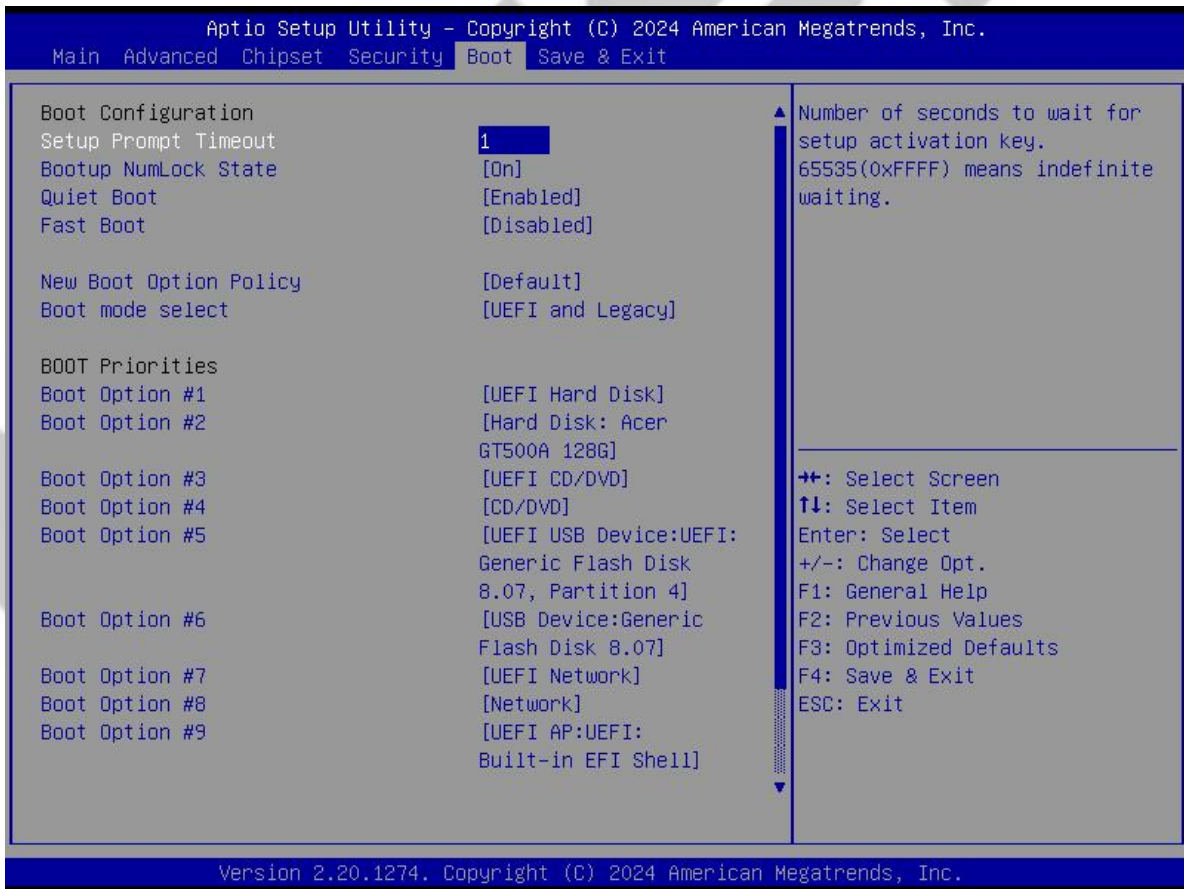 Aptio Setup Utility – Copyright (C) 2024 American Megatrends, Inc.
Main Advanced Chipset Security Boot Save & Exit
Boot Configuration
Setup Prompt Timeout 1
Bootup NumLock State [On]
Quiet Boot [Enabled]
Fast Boot [Disabled]
New Boot Option Policy [Default]
Boot mode select [UEFI and Legacy]
BOOT Priorities
Boot Option #1 [UEFI Hard Disk]
Boot Option #2 [Hard Disk: Acer
GT500A 128G]
Boot Option #3 [UEFI CD/DVD]
Boot Option #4 [CD/DVD]
Boot Option #5 [UEFI USB Device:UEFI:
Generic Flash Disk
8.07, Partition 4]
Boot Option #6 [USB Device:Generic
Flash Disk 8.07]
Boot Option #7 [UEFI Network]
Boot Option #8 [Network]
Boot Option #9 [UEFI AP:UEFI:
Built-in EFI Shell]
Number of seconds to wait for
setup activation key.
65535(0xFFFF) means indefinite
waiting.
→←: Select Screen
↑↓: Select Item
Enter: Select
+/-: Change Opt.
F1: General Help
F2: Previous Values
F3: Optimized Defaults
F4: Save & Exit
ESC: Exit
Version 2.20.1274. Copyright (C) 2024 American Megatrends, Inc.